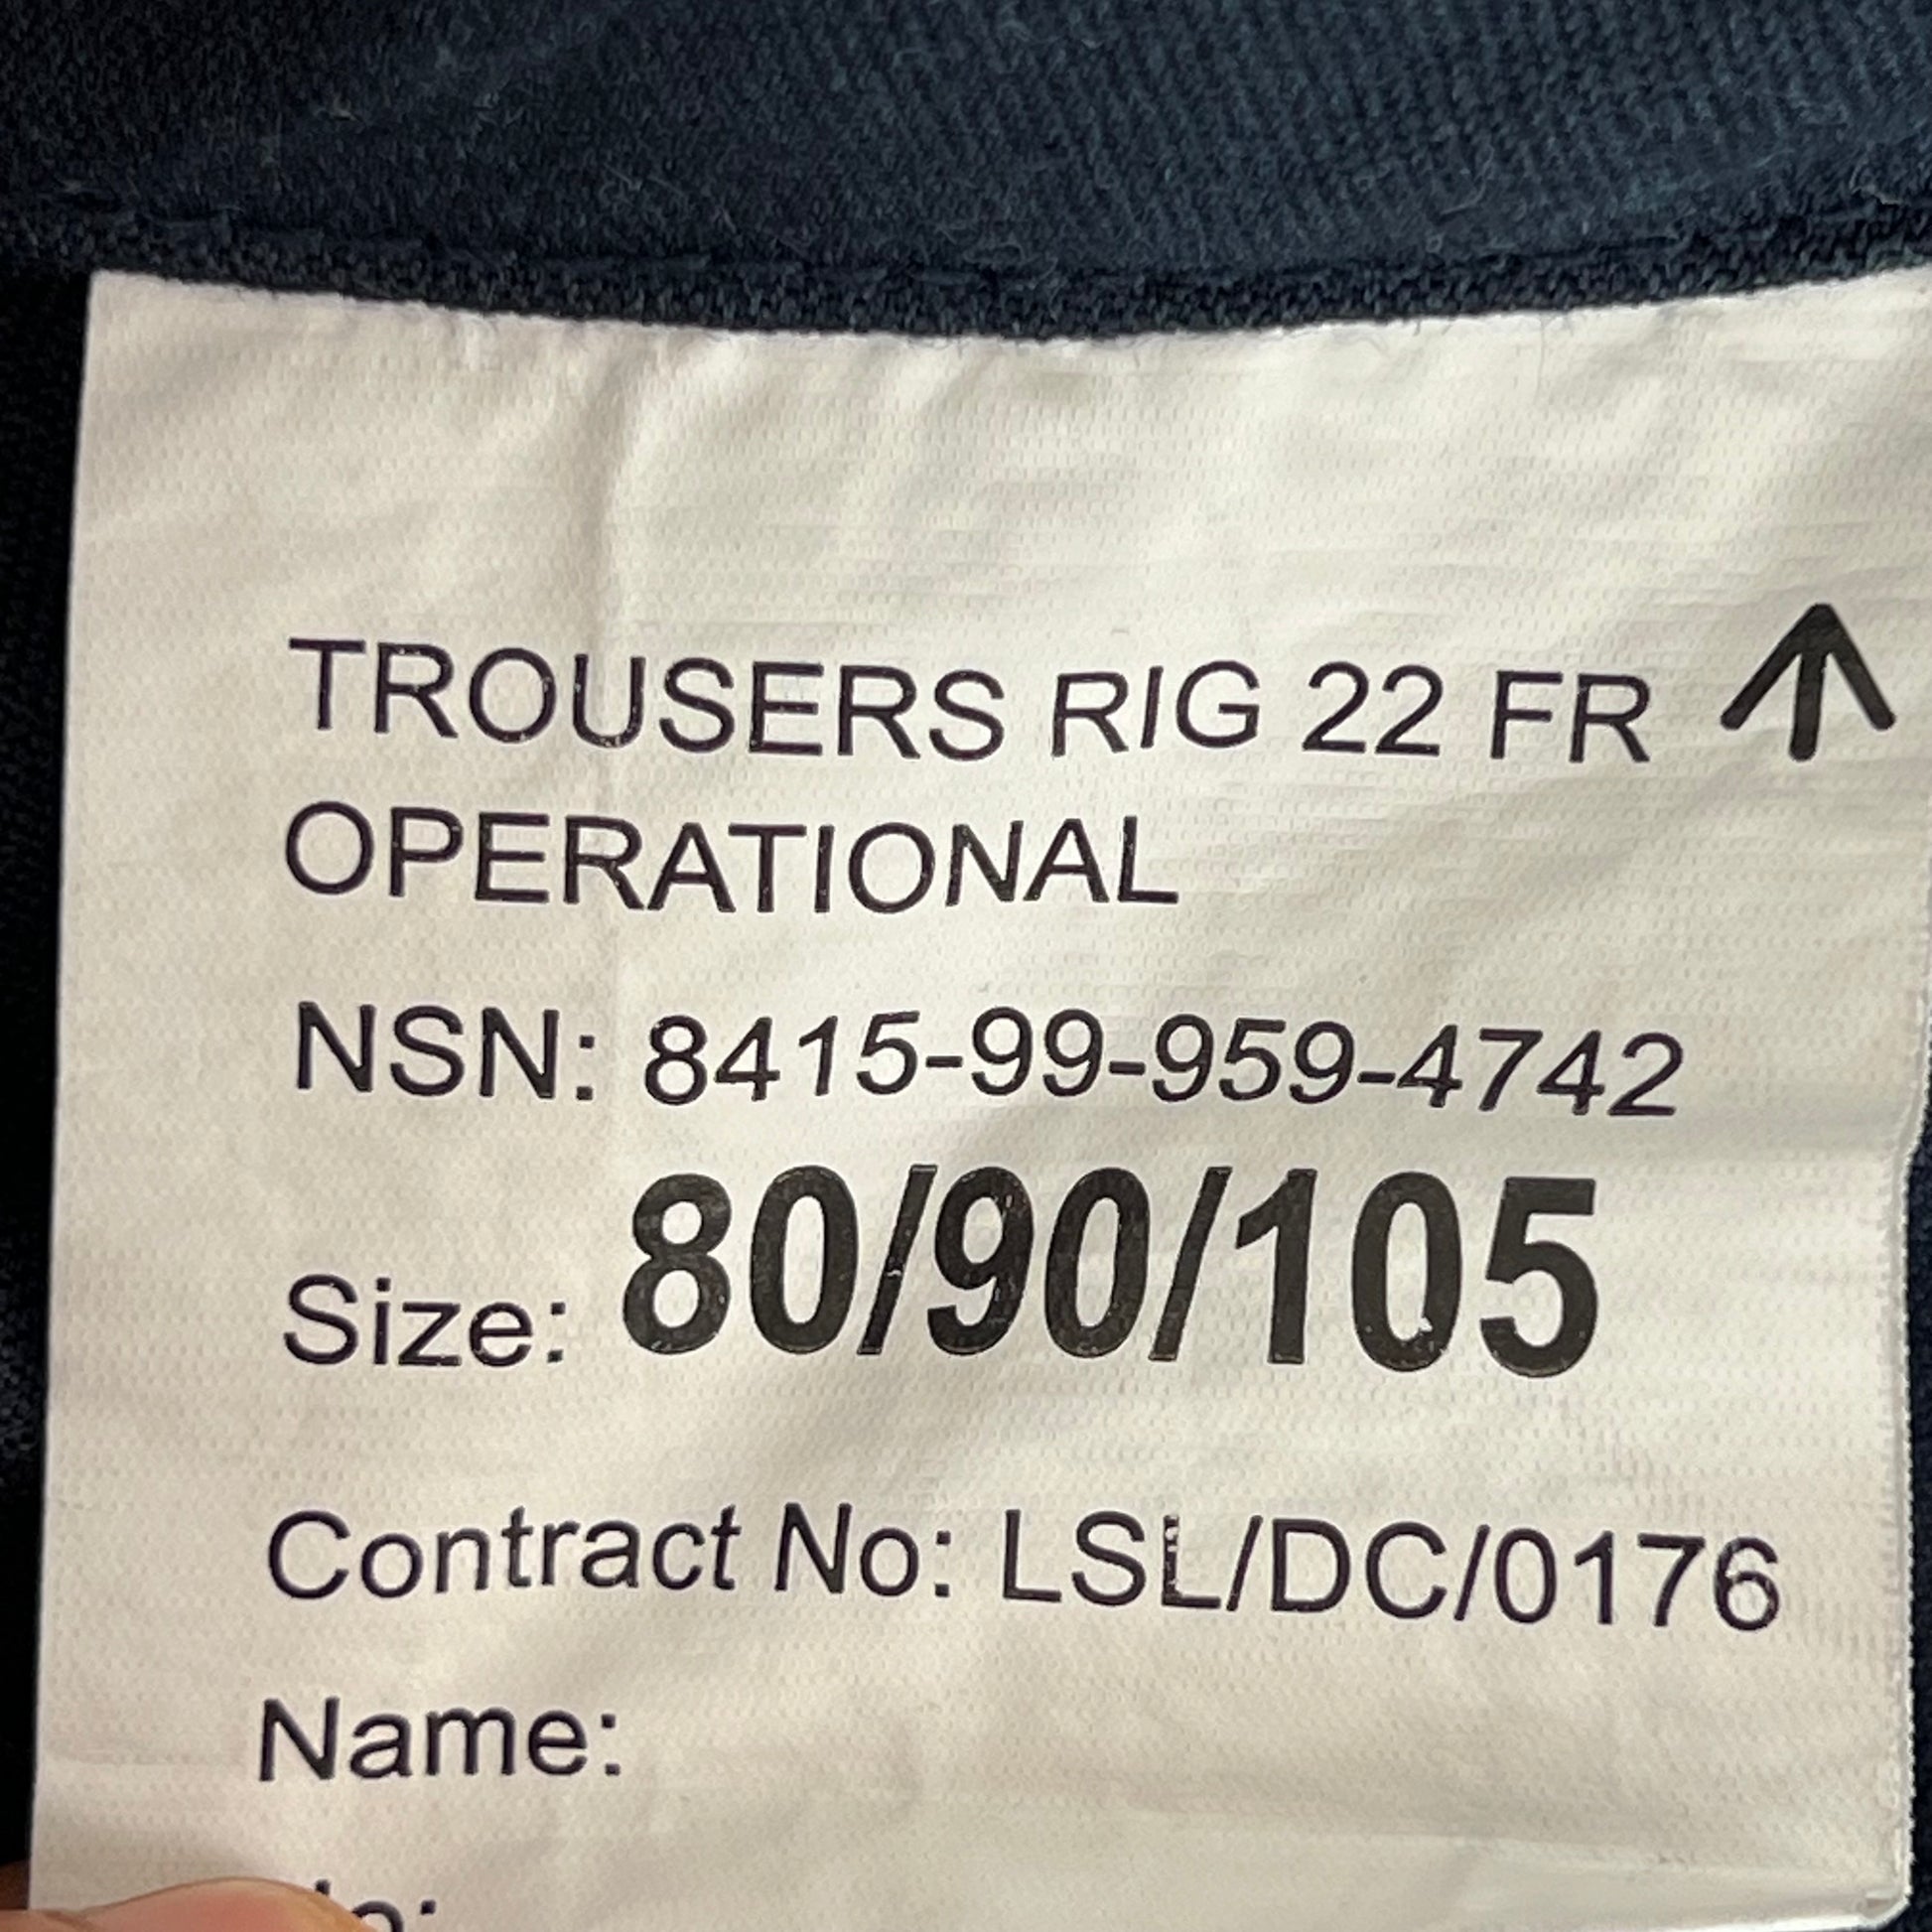 TROUSERS RIG 22 FR
OPERATIONAL
NSN: 8415-99-959-4742
Size: 80/90/105
Contract No: LSL/DC/0176
Name: